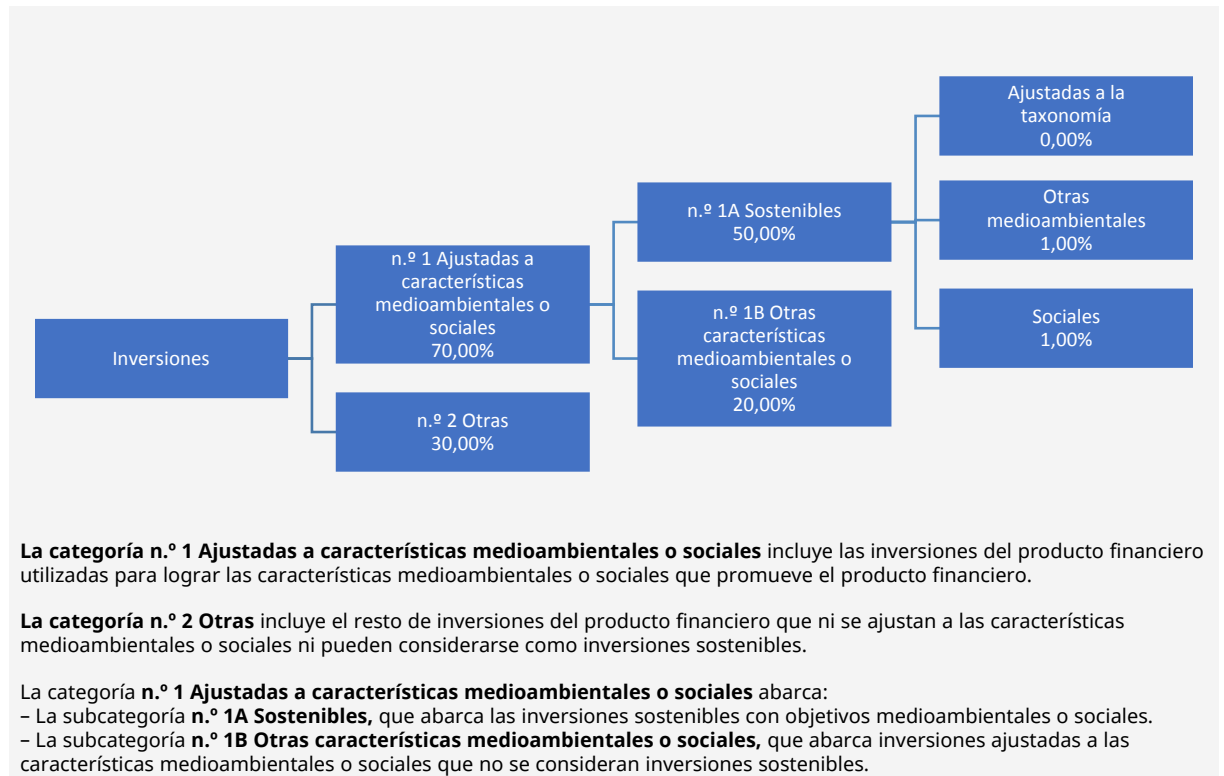 Inversiones
n.º 1 Ajustadas a
características
medioambientales o
sociales
70,00%
n.º 2 Otras
30,00%
n.º 1A Sostenibles
50,00%
n.º 1B Otras
características
medioambientales o
sociales
20,00%
Ajustadas a la
taxonomía
0,00%
Otras
medioambientales
1,00%
Sociales
1,00%
La categoría n.º 1 Ajustadas a características medioambientales o sociales incluye las inversiones del producto financiero
utilizadas para lograr las características medioambientales o sociales que promueve el producto financiero.
La categoría n.º 2 Otras incluye el resto de inversiones del producto financiero que ni se ajustan a las características
medioambientales o sociales ni pueden considerarse como inversiones sostenibles.
La categoría n.º 1 Ajustadas a características medioambientales o sociales abarca:
– La subcategoría n.º 1A Sostenibles, que abarca las inversiones sostenibles con objetivos medioambientales o sociales.
– La subcategoría n.º 1B Otras características medioambientales o sociales, que abarca inversiones ajustadas a las
características medioambientales o sociales que no se consideran inversiones sostenibles.